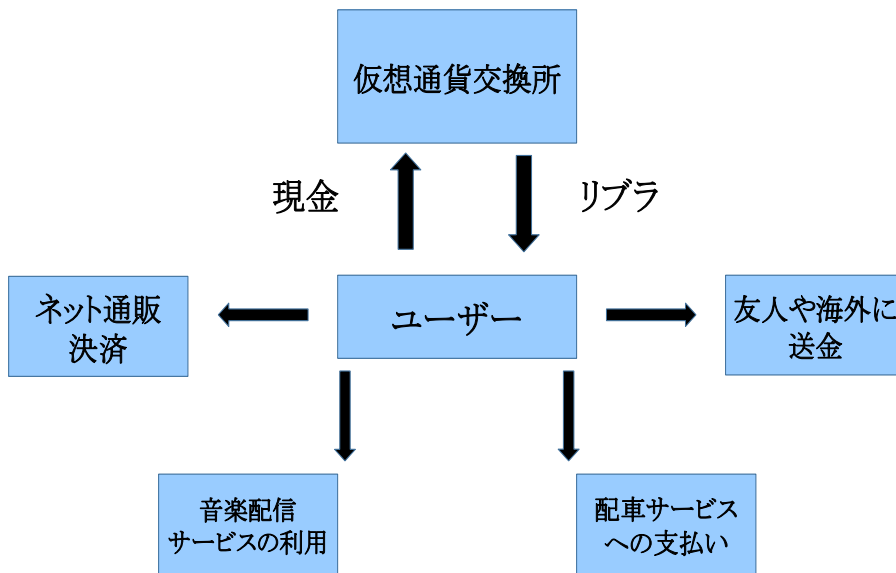 仮想通貨交換所
現金
リブラ
ネット通販
決済
ユーザー
友人や海外に
送金
音楽配信
サービスの利用
配車サービス
への支払い